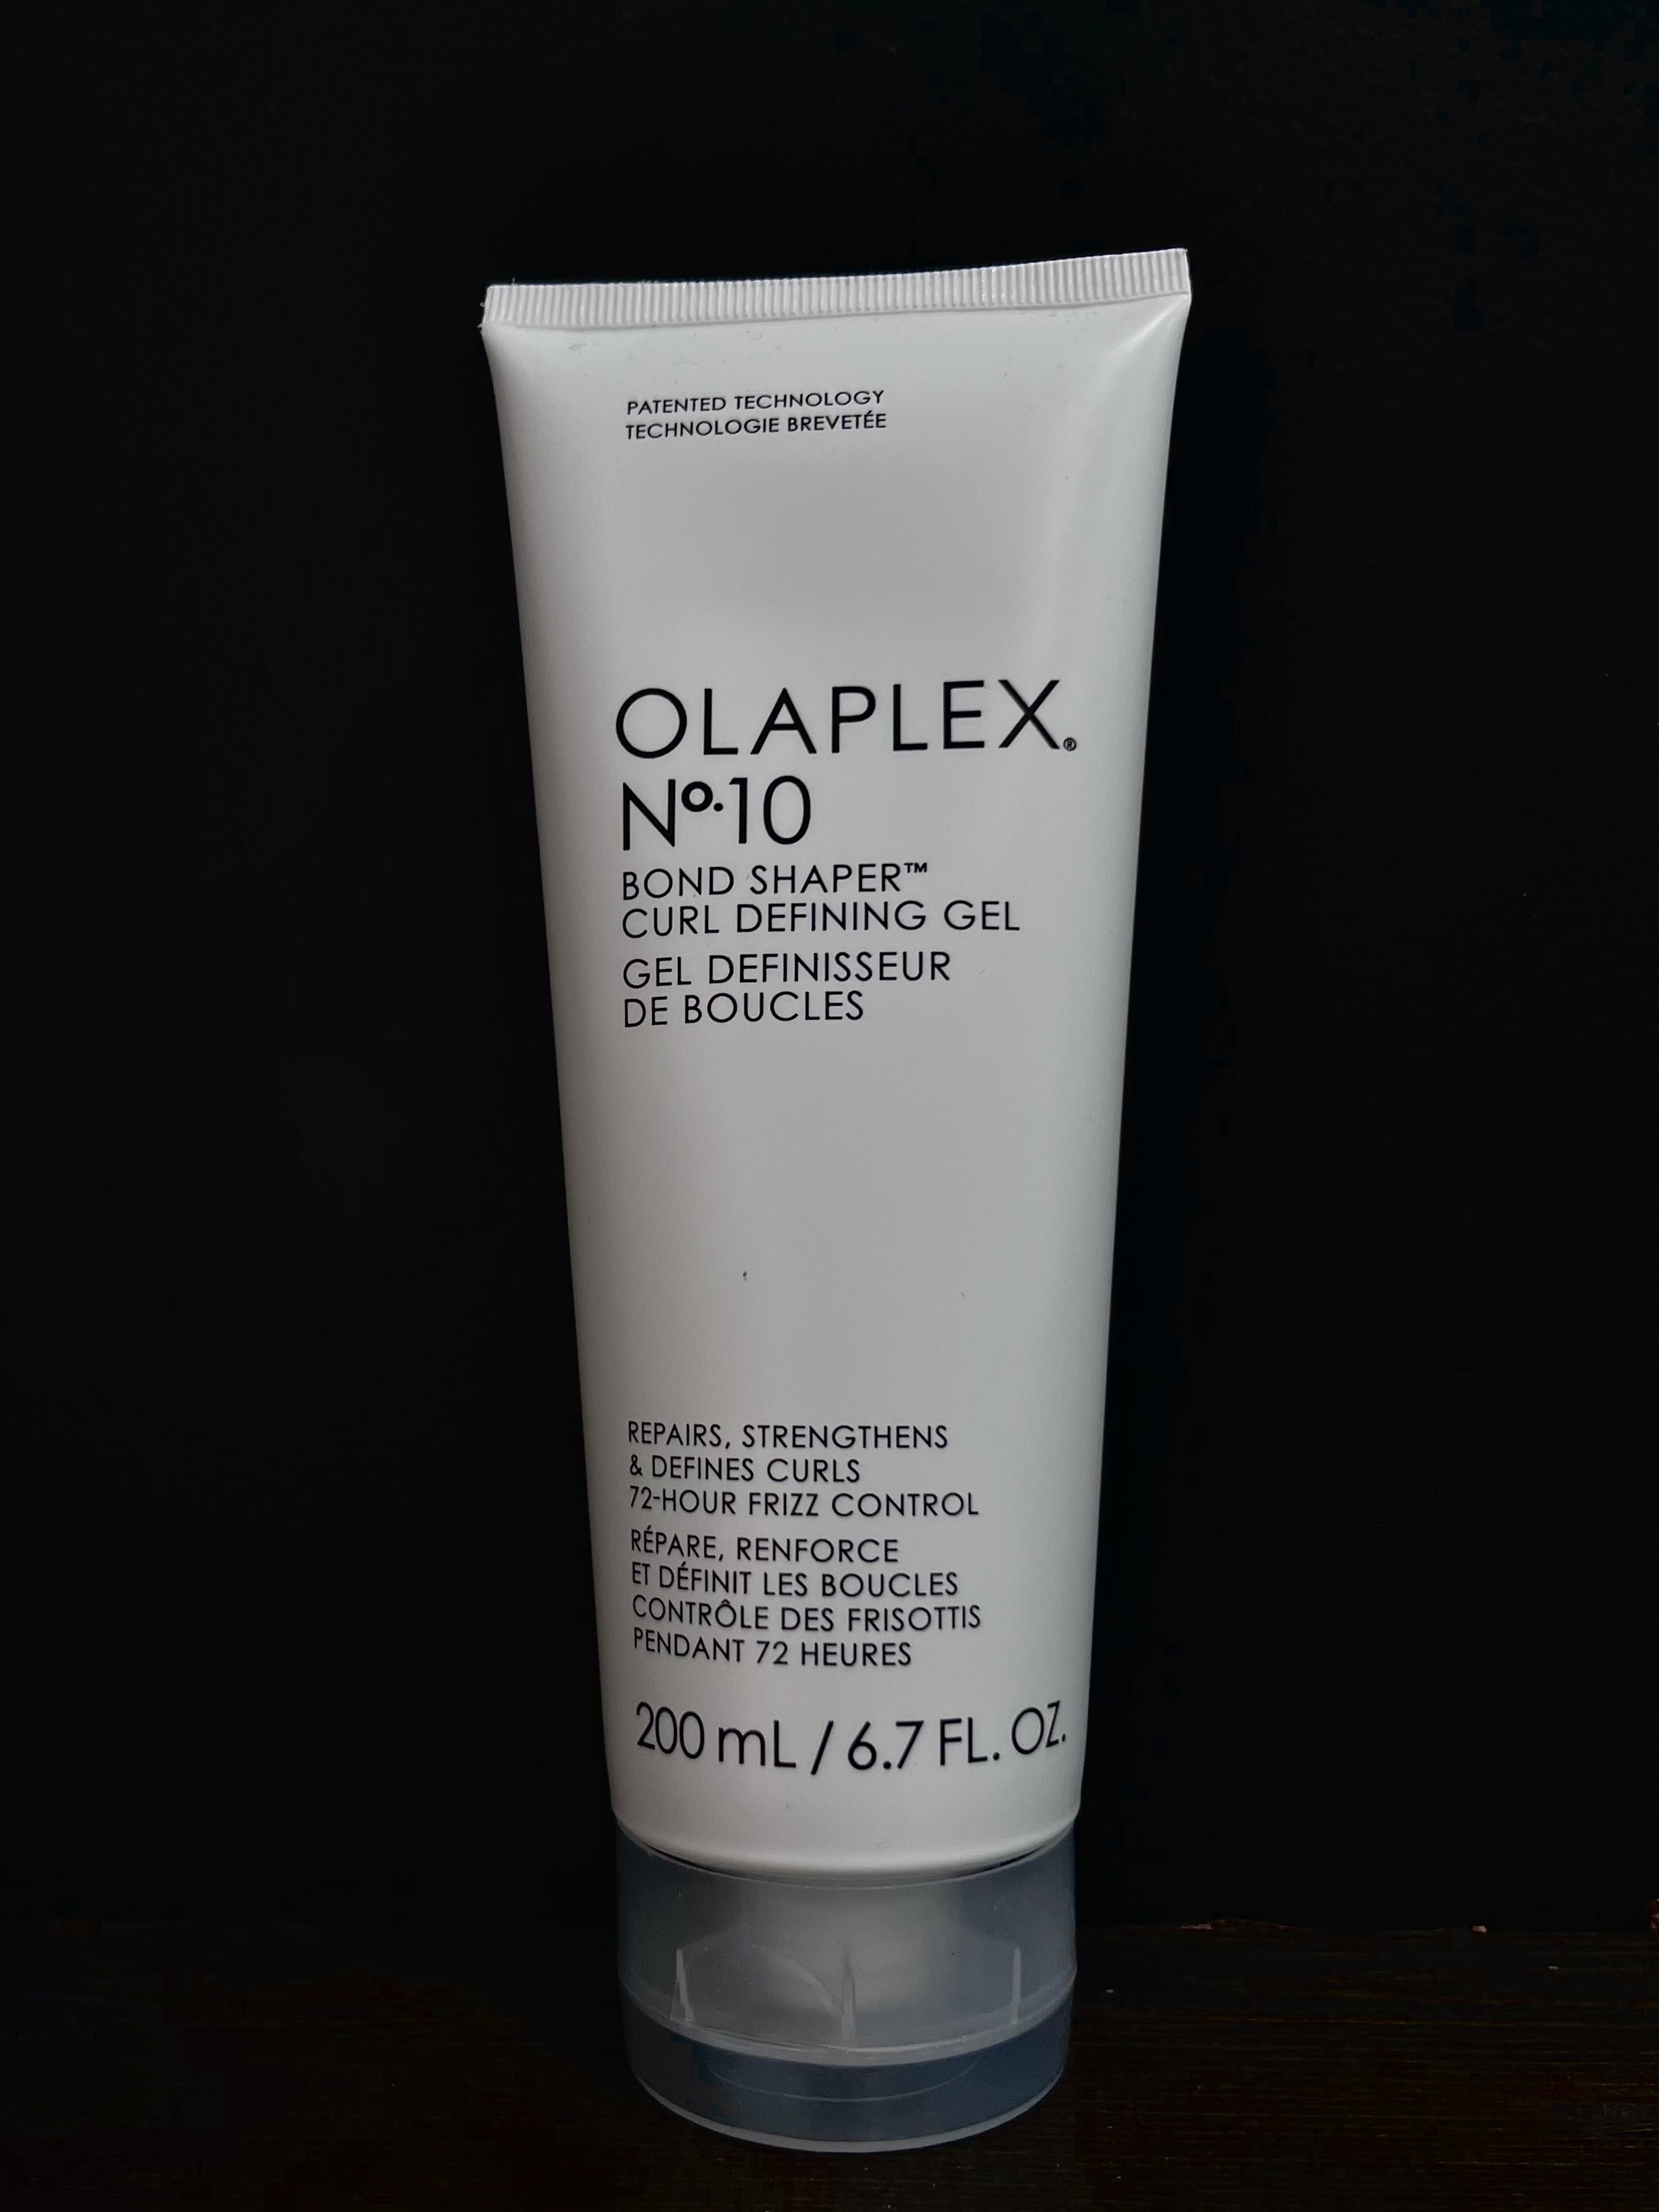 PATENTED TECHNOLOGY
TECHNOLOGIE BREVETÉE
OLAPLEX®
Nº.10
BOND SHAPER™
CURL DEFINING GEL
GEL DEFINISSEUR
DE BOUCLES
REPAIRS, STRENGTHENS
& DEFINES CURLS
72-HOUR FRIZZ CONTROL
RÉPARE, RENFORCE
ET DÉFINIT LES BOUCLES
CONTRÔLE DES FRISOTTIS
PENDANT 72 HEURES
200 mL / 6.7 FL. OZ.